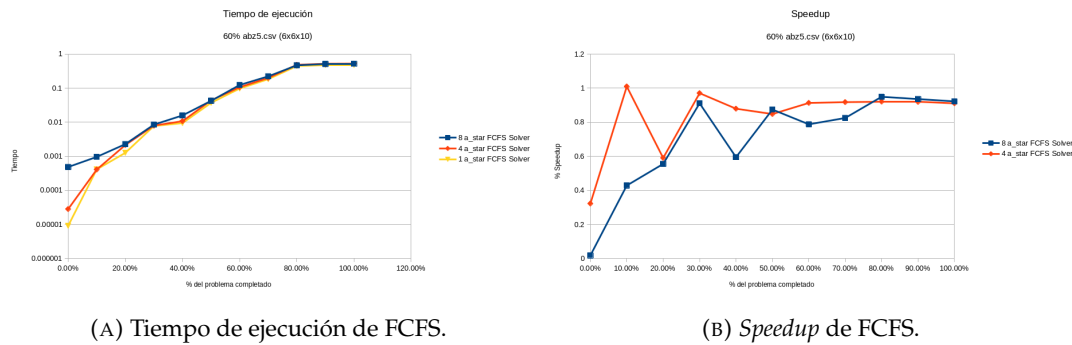 Tiempo de ejecución
60% abz5.csv (6x6x10)
1
0.1
0.01
0.001
0.0001
0.00001
0.000001
Tiempo
0.00%
20.00%
40.00%
60.00%
80.00%
100.00%
120.00%
% del problema completado
8 a_star FCFS Solver
4 a_star FCFS Solver
1 a_star FCFS Solver
(A) Tiempo de ejecución de FCFS.
Speedup
60% abz5.csv (6x6x10)
1.2
1
0.8
0.6
0.4
0.2
0
% Speedup
0.00%
10.00%
20.00%
30.00%
40.00%
50.00%
60.00%
70.00%
80.00%
90.00%
100.00%
% del problema completado
8 a_star FCFS Solver
4 a_star FCFS Solver
(B) Speedup de FCFS.